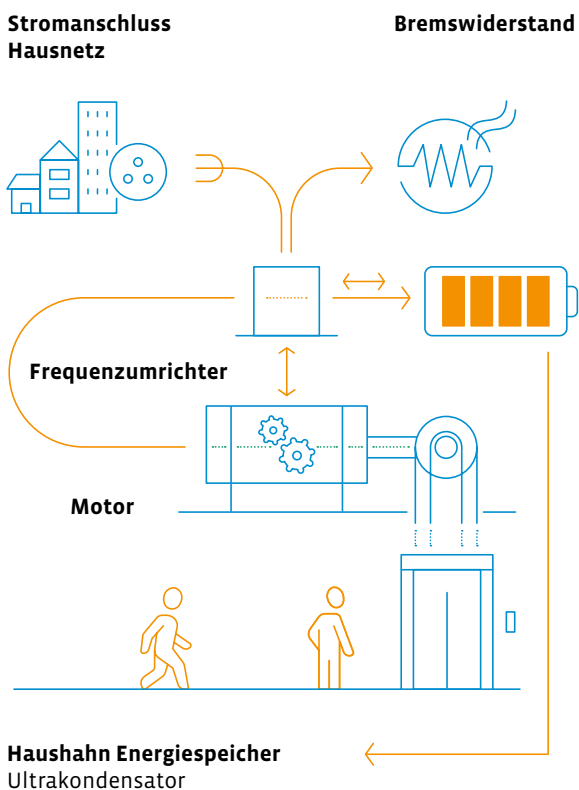 Stromanschluss
Hausnetz
Bremswiderstand
Frequenzumrichter
Motor
Haushahn Energiespeicher
Ultrakondensator